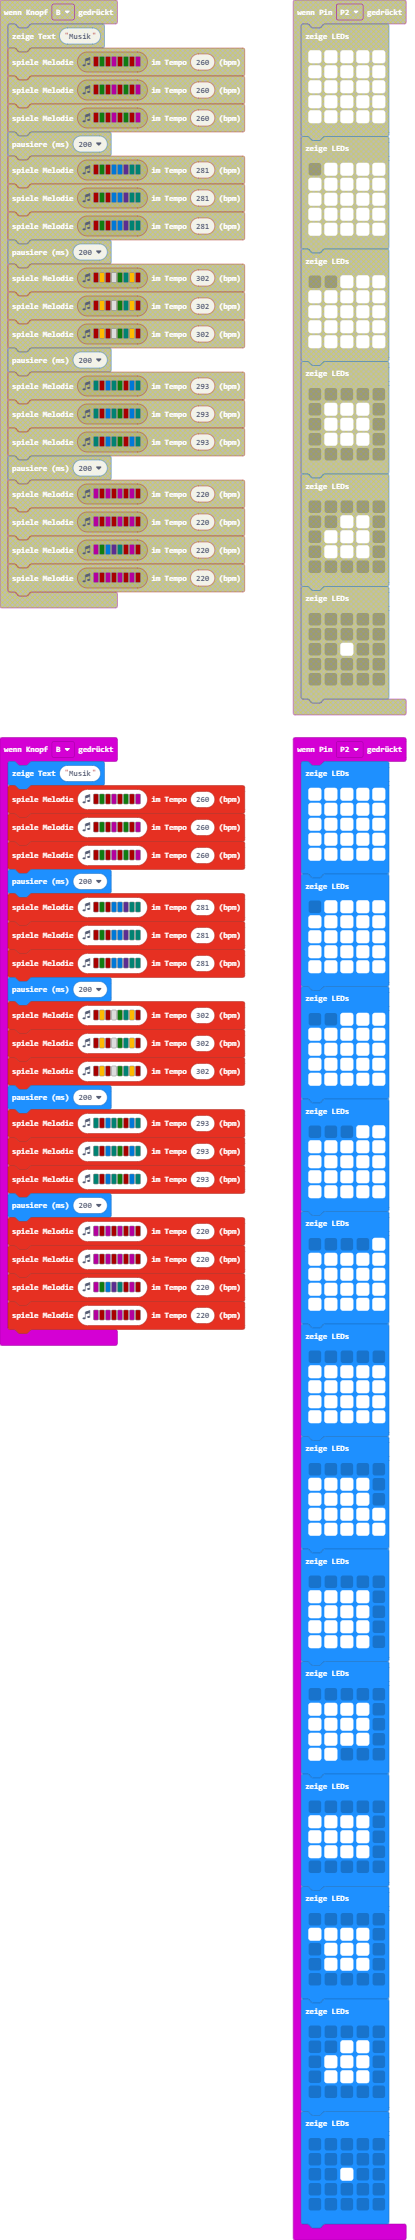 wenn Knopf B gedrückt
zeige Text "Musik"
spiele Melodie im Tempo 260 (bpm)
spiele Melodie im Tempo 260 (bpm)
spiele Melodie im Tempo 260 (bpm)
pausiere (ms) 200
spiele Melodie im Tempo 281 (bpm)
spiele Melodie im Tempo 281 (bpm)
spiele Melodie im Tempo 281 (bpm)
pausiere (ms) 200
spiele Melodie im Tempo 302 (bpm)
spiele Melodie im Tempo 302 (bpm)
spiele Melodie im Tempo 302 (bpm)
pausiere (ms) 200
spiele Melodie im Tempo 293 (bpm)
spiele Melodie im Tempo 293 (bpm)
spiele Melodie im Tempo 293 (bpm)
pausiere (ms) 200
spiele Melodie im Tempo 220 (bpm)
spiele Melodie im Tempo 220 (bpm)
spiele Melodie im Tempo 220 (bpm)
spiele Melodie im Tempo 220 (bpm)
wenn Pin P2 gedrückt
zeige LEDs
zeige LEDs
zeige LEDs
zeige LEDs
zeige LEDs
zeige LEDs
wenn Knopf B gedrückt
zeige Text "Musik"
spiele Melodie im Tempo 260 (bpm)
spiele Melodie im Tempo 260 (bpm)
spiele Melodie im Tempo 260 (bpm)
pausiere (ms) 200
spiele Melodie im Tempo 281 (bpm)
spiele Melodie im Tempo 281 (bpm)
spiele Melodie im Tempo 281 (bpm)
pausiere (ms) 200
spiele Melodie im Tempo 302 (bpm)
spiele Melodie im Tempo 302 (bpm)
spiele Melodie im Tempo 302 (bpm)
pausiere (ms) 200
spiele Melodie im Tempo 293 (bpm)
spiele Melodie im Tempo 293 (bpm)
spiele Melodie im Tempo 293 (bpm)
pausiere (ms) 200
spiele Melodie im Tempo 220 (bpm)
spiele Melodie im Tempo 220 (bpm)
spiele Melodie im Tempo 220 (bpm)
spiele Melodie im Tempo 220 (bpm)
wenn Pin P2 gedrückt
zeige LEDs
zeige LEDs
zeige LEDs
zeige LEDs
zeige LEDs
zeige LEDs
zeige LEDs
zeige LEDs
zeige LEDs
zeige LEDs
zeige LEDs
zeige LEDs
zeige LEDs